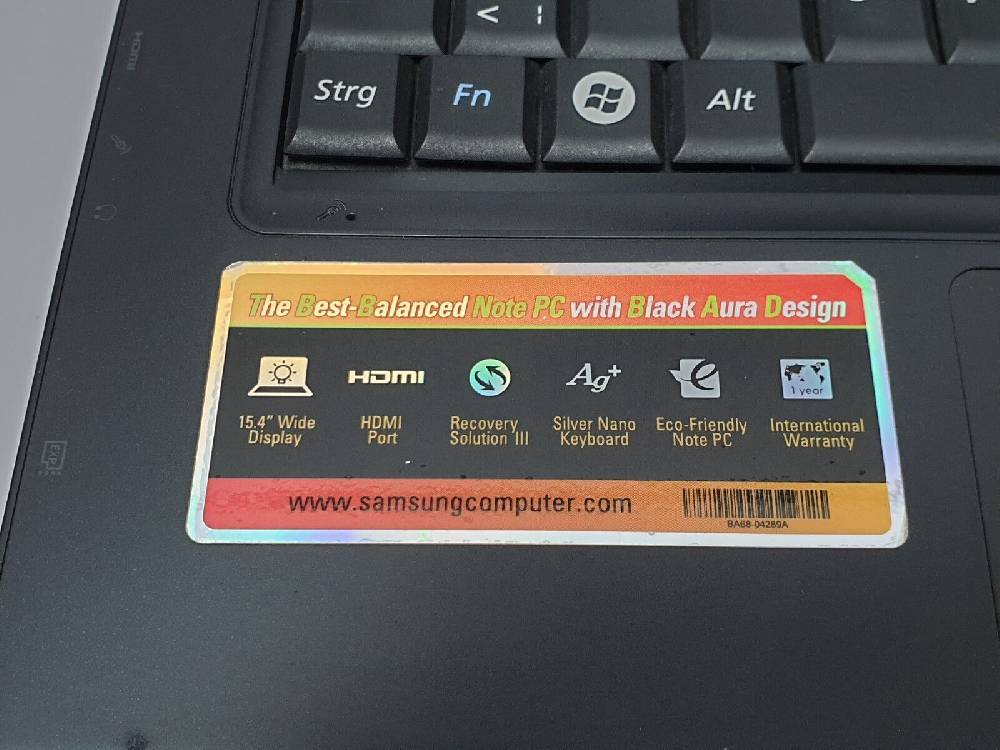 < ¦
HDMI
Strg Fn Alt
The Best-Balanced Note PC with Black Aura Design
HDMI Ag+ 1 year
15.4" Wide Display
HDMI Port
Recovery Solution III
Silver Nano Keyboard
Eco-Friendly Note PC
International Warranty
EXP
www.samsungcomputer.com
BA68-04289A